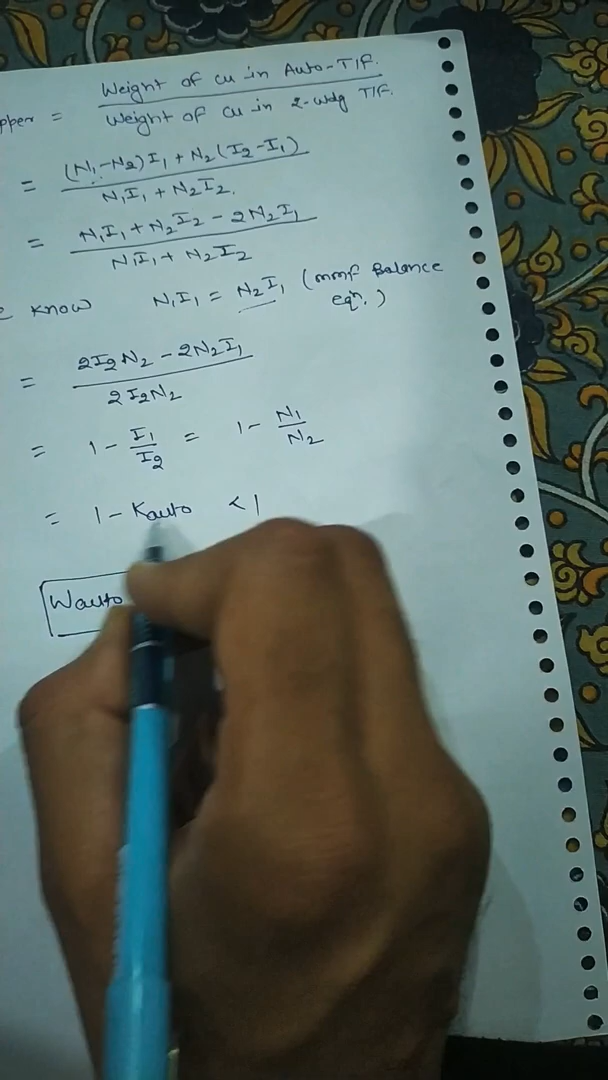 Weight of cu in Auto-T/F.
pper = Weight of cu in 2-wdg T/F.
= (N₁-N₂)I₁ + N₂(I₂-I₁)
N₁I₁ + N₂I₂.
= N₁I₁ + N₂I₂ - 2N₂I₁
N₁I₁ + N₂I₂
e know N₁I₁ = N₂I₁ (mmf Balance
eqⁿ.)
= 2I₂N₂ - 2N₂I₁
2I₂N₂
= 1 - I₁/I₂ = 1 - N₁/N₂
= 1 - Kauto < 1
Wauto